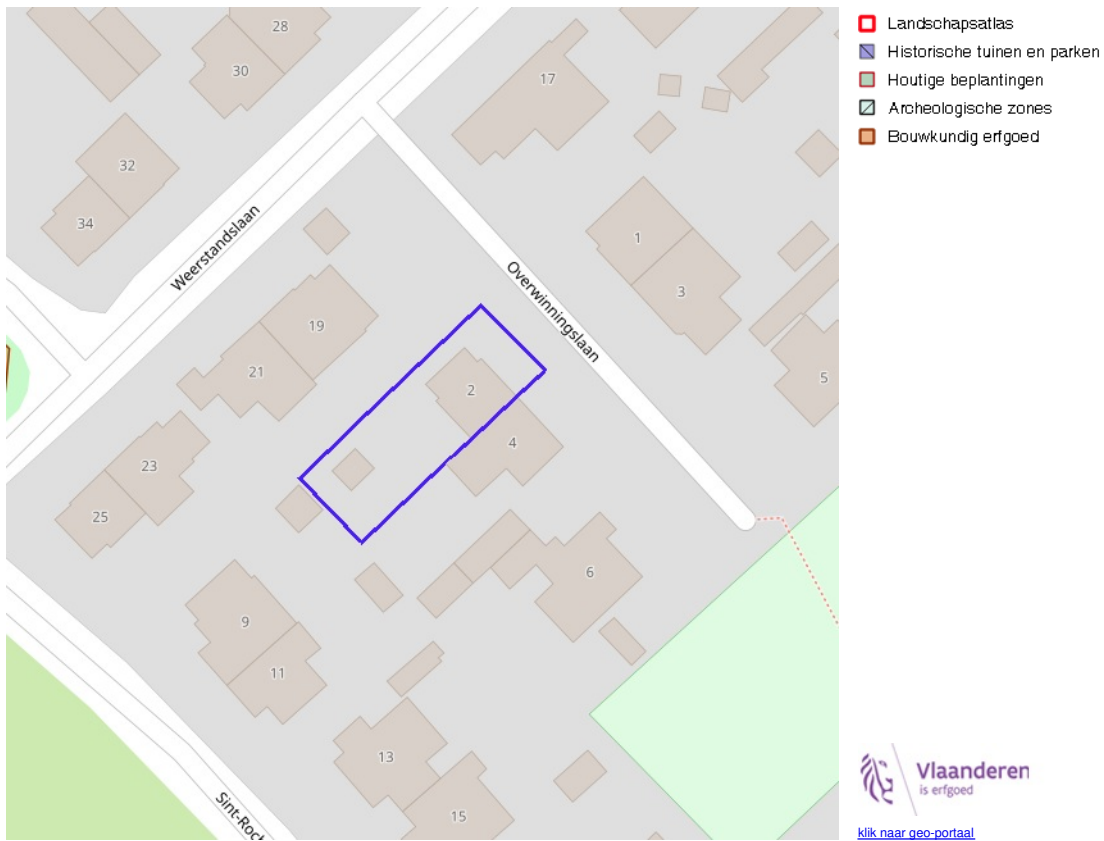 28
30
17
32
34
Weerstandslaan
1
3
Overwinningslaan
19
21
5
2
4
23
25
6
9
11
13
15
Sint-Roch
Landschapsatlas
Historische tuinen en parken
Houtige beplantingen
Archeologische zones
Bouwkundig erfgoed
Vlaanderen
is erfgoed
klik naar geo-portaal